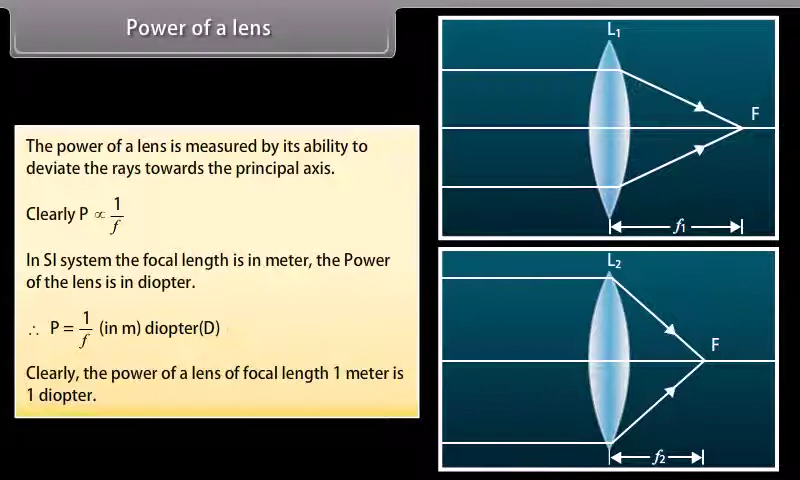 Power of a lens
The power of a lens is measured by its ability to
deviate the rays towards the principal axis.
Clearly P ∝ 1/f
In SI system the focal length is in meter, the Power
of the lens is in diopter.
∴ P = 1/f (in m) diopter(D)
Clearly, the power of a lens of focal length 1 meter is
1 diopter.
L₁
F
f₁
L₂
F
f₂